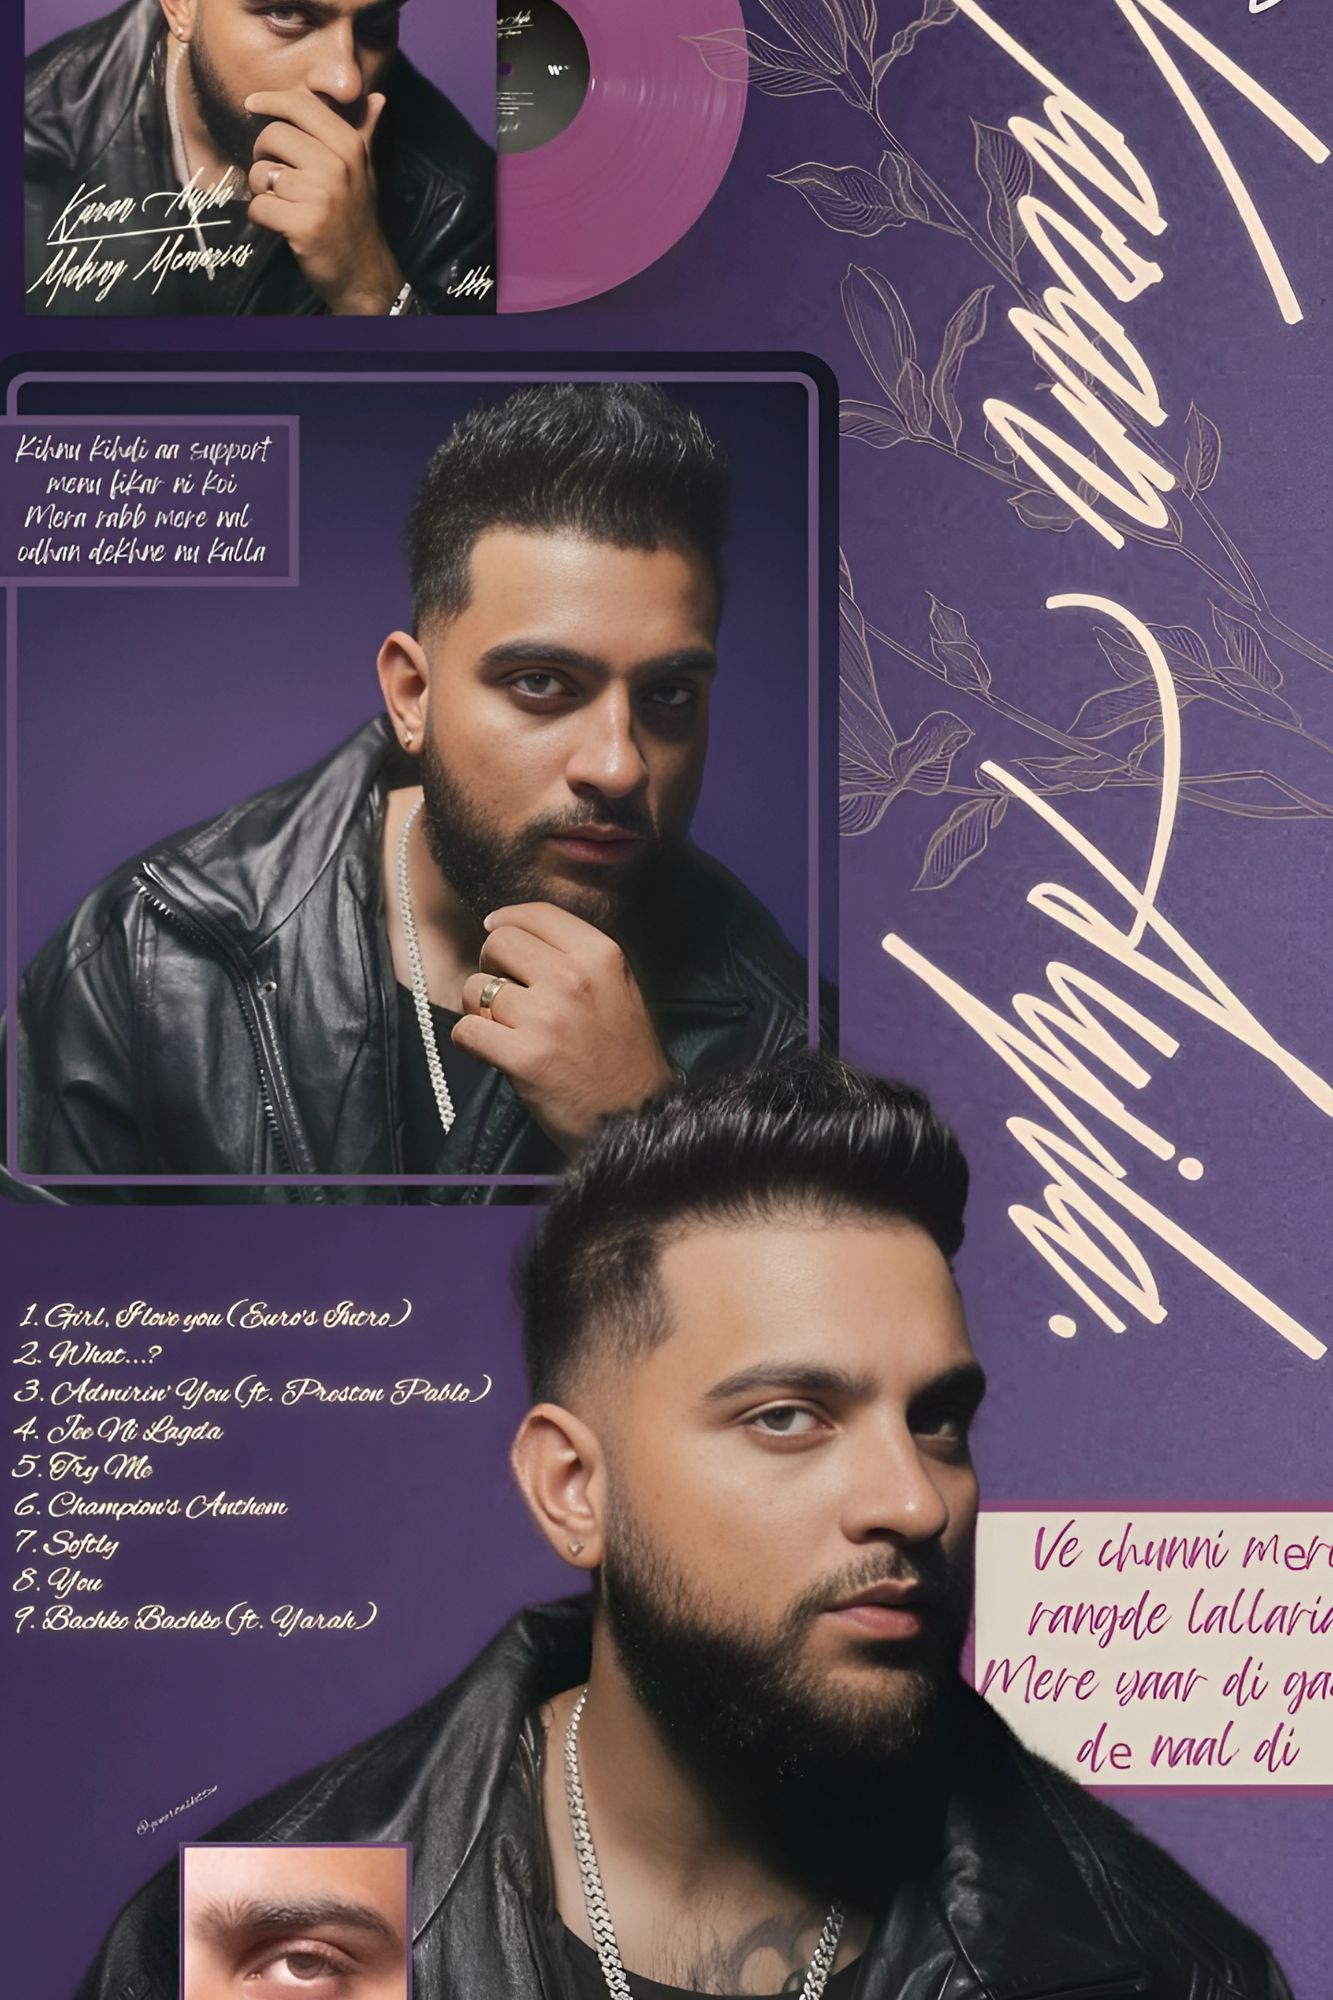 Karan Aujla
Making Memories
Kihnu kihdi aa support
menu fikar ni koi
Mera rabb mere nal
odhan dekhne nu kalla
Karan Aujla.
1. Girl, I love you (Euro's Intro)
2. What...?
3. Admirin' You (ft. Preston Pablo)
4. Jee Ni Lagda
5. Try Me
6. Champion's Anthem
7. Softly
8. You
9. Bachke Bachke (ft. Yarah)
Ve chunni mer
rangde lallaria
Mere yaar di ga
de naal di